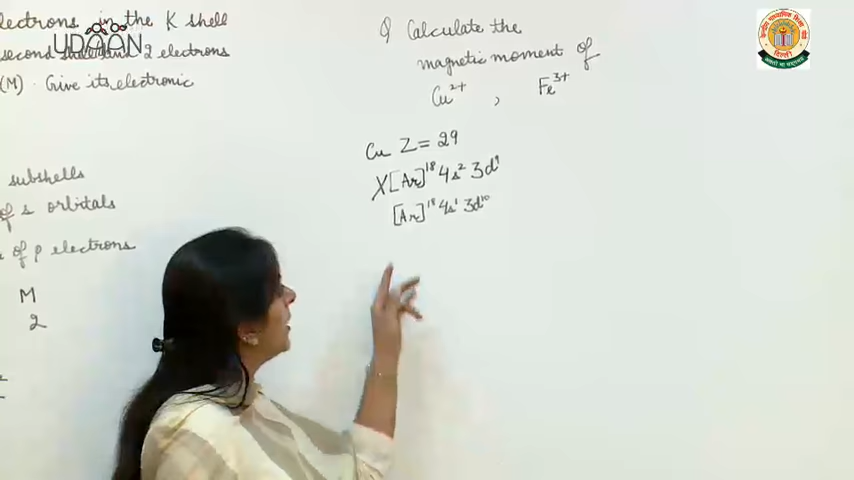 lectrons in the K shell
second shell and 2 electrons
(M). Give its electronic
subshells
of s orbitals
of p electrons
M
2
UDAAN
Q Calculate the
magnetic moment of
Cu2+ , Fe3+
Cu Z = 29
X[Ar]18 4s2 3d9
[Ar]18 4s1 3d10